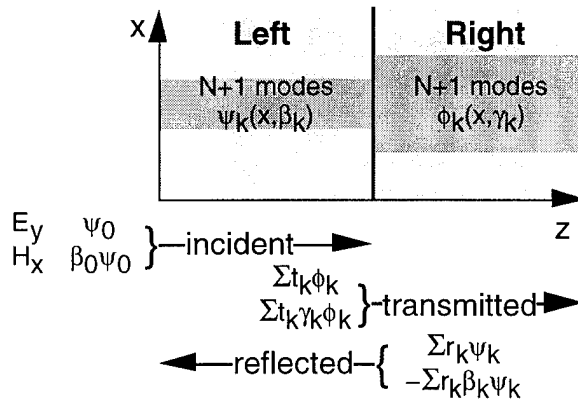 x
Left Right
N+1 modes N+1 modes
ψk(x,βk) ϕk(x,γk)
z
Ey ψ0
Hx β0ψ0 } incident
Σtkϕk
Σtkγkϕk } transmitted
reflected { Σrkψk
−Σrkβkψk